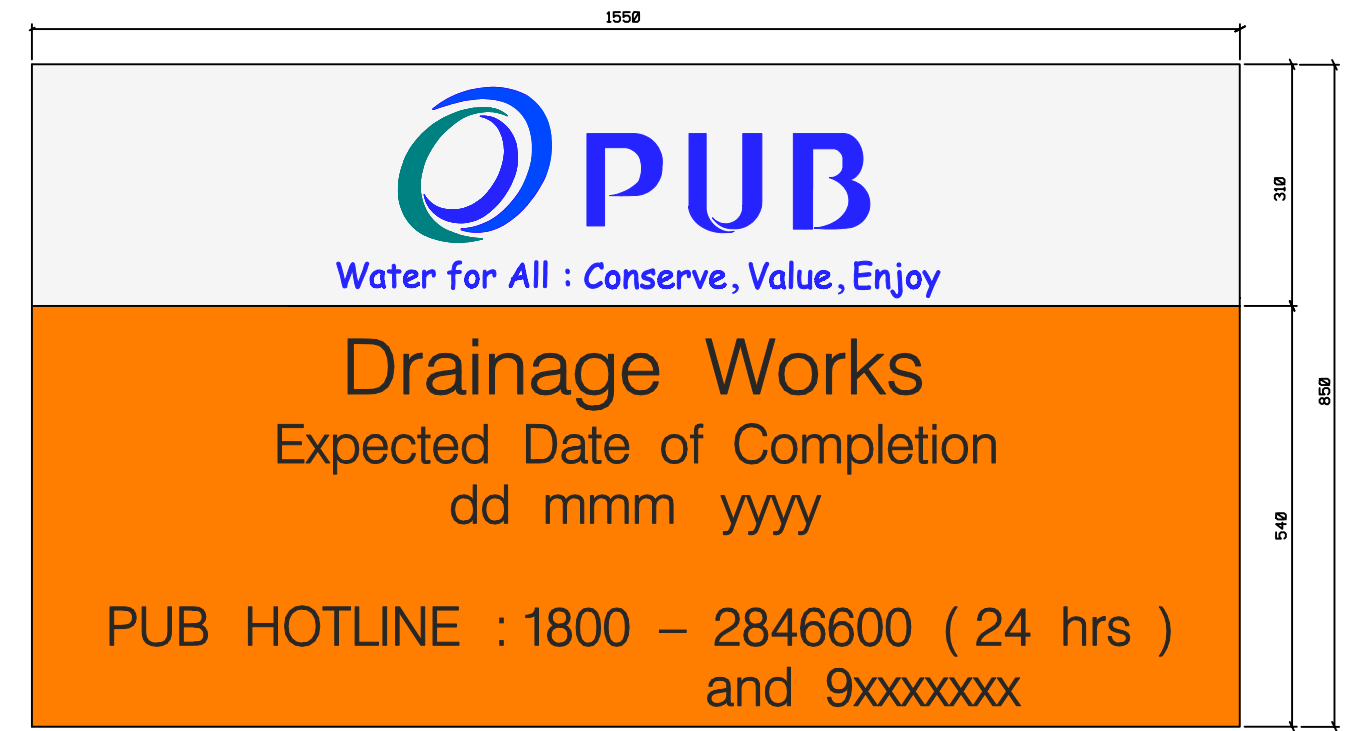 1550
PUB
Water for All : Conserve, Value, Enjoy
310
Drainage Works
Expected Date of Completion
dd mmm yyyy
850
540
PUB HOTLINE : 1800 – 2846600 ( 24 hrs )
and 9xxxxxxx